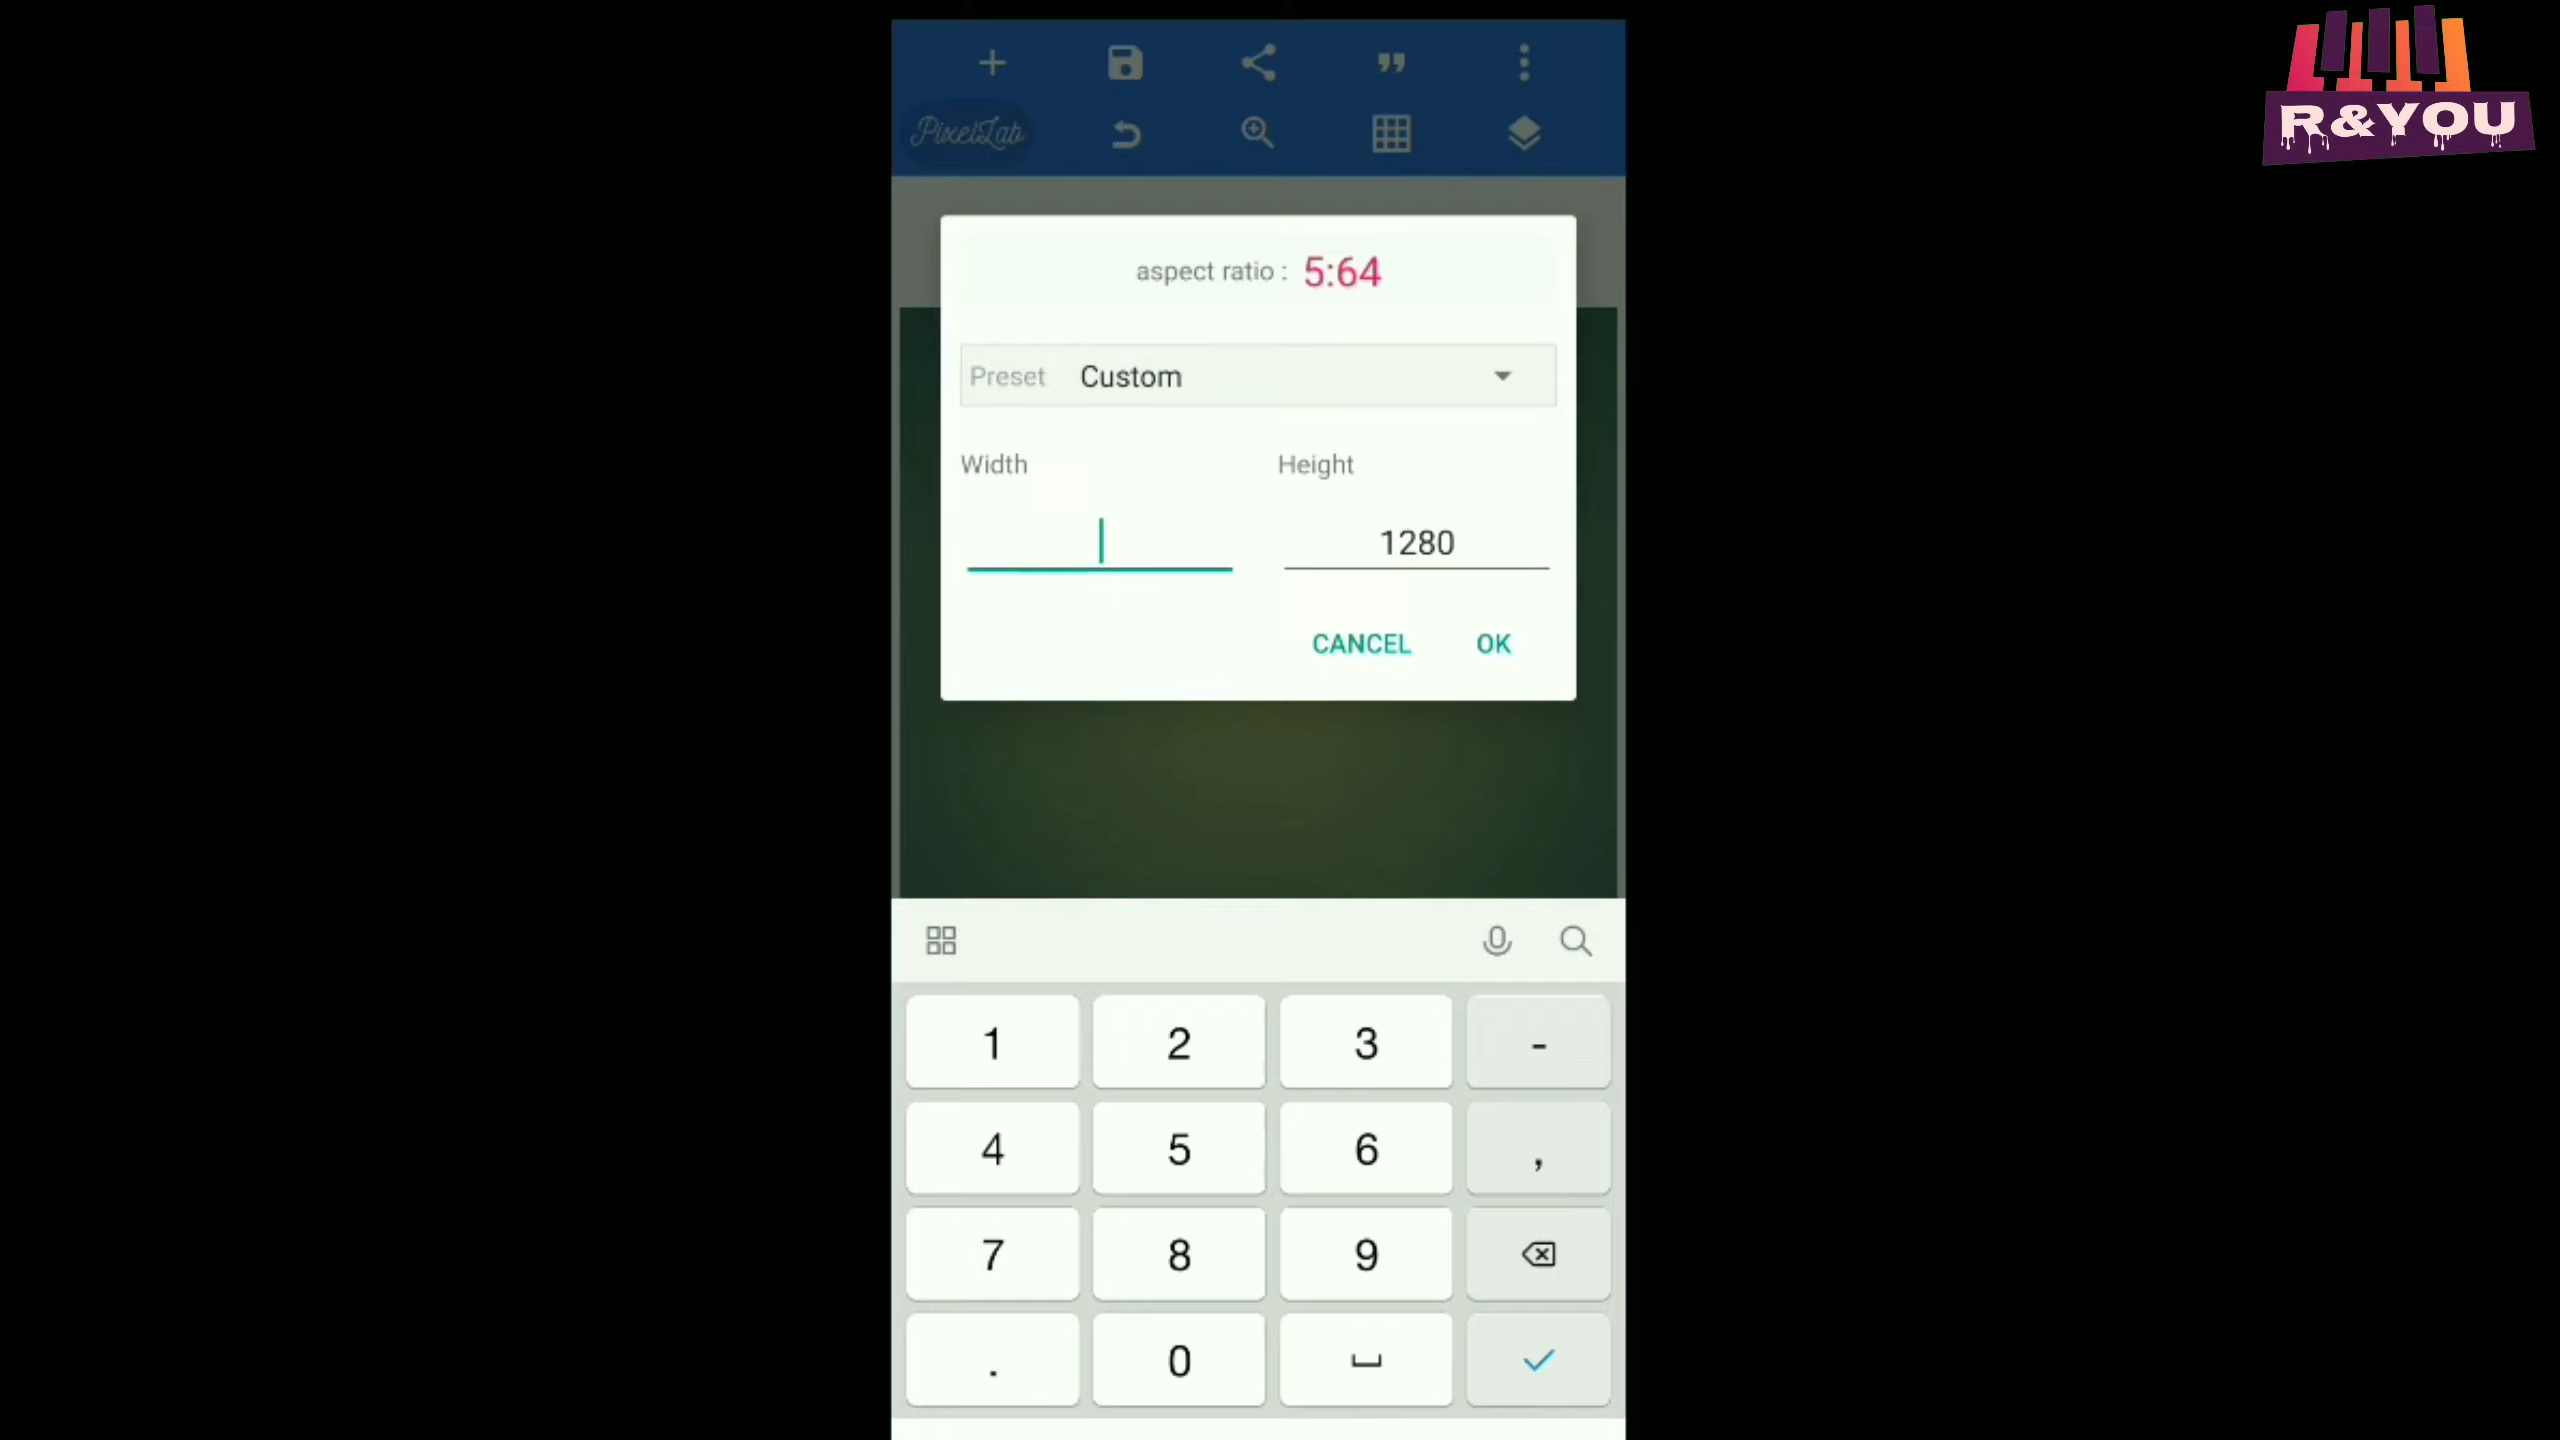 R&YOU
PixelLab
aspect ratio : 5:64
Preset Custom
Width Height
1280
CANCEL OK
1 2 3 -
4 5 6 ,
7 8 9
. 0